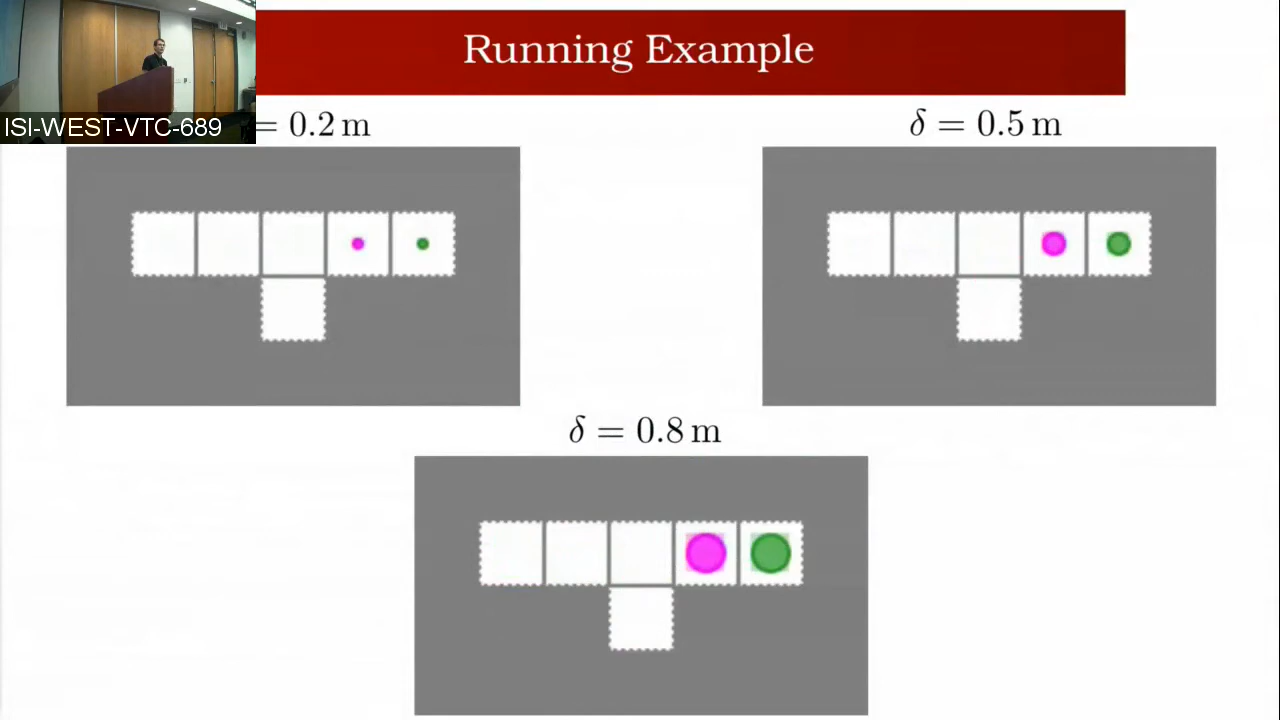 Running Example
ISI-WEST-VTC-689
= 0.2 m
δ = 0.5 m
δ = 0.8 m